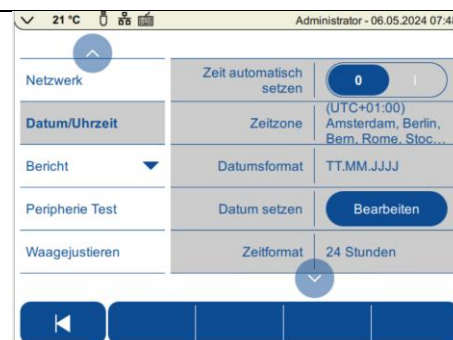 21 °C
Administrator - 06.05.2024 07:48
Netzwerk
Zeit automatisch
setzen
0
I
Datum/Uhrzeit
Zeitzone
(UTC+01:00)
Amsterdam, Berlin,
Bern, Rome, Stoc...
Bericht
Datumsformat
TT.MM.JJJJ
Peripherie Test
Datum setzen
Bearbeiten
Waagejustieren
Zeitformat
24 Stunden